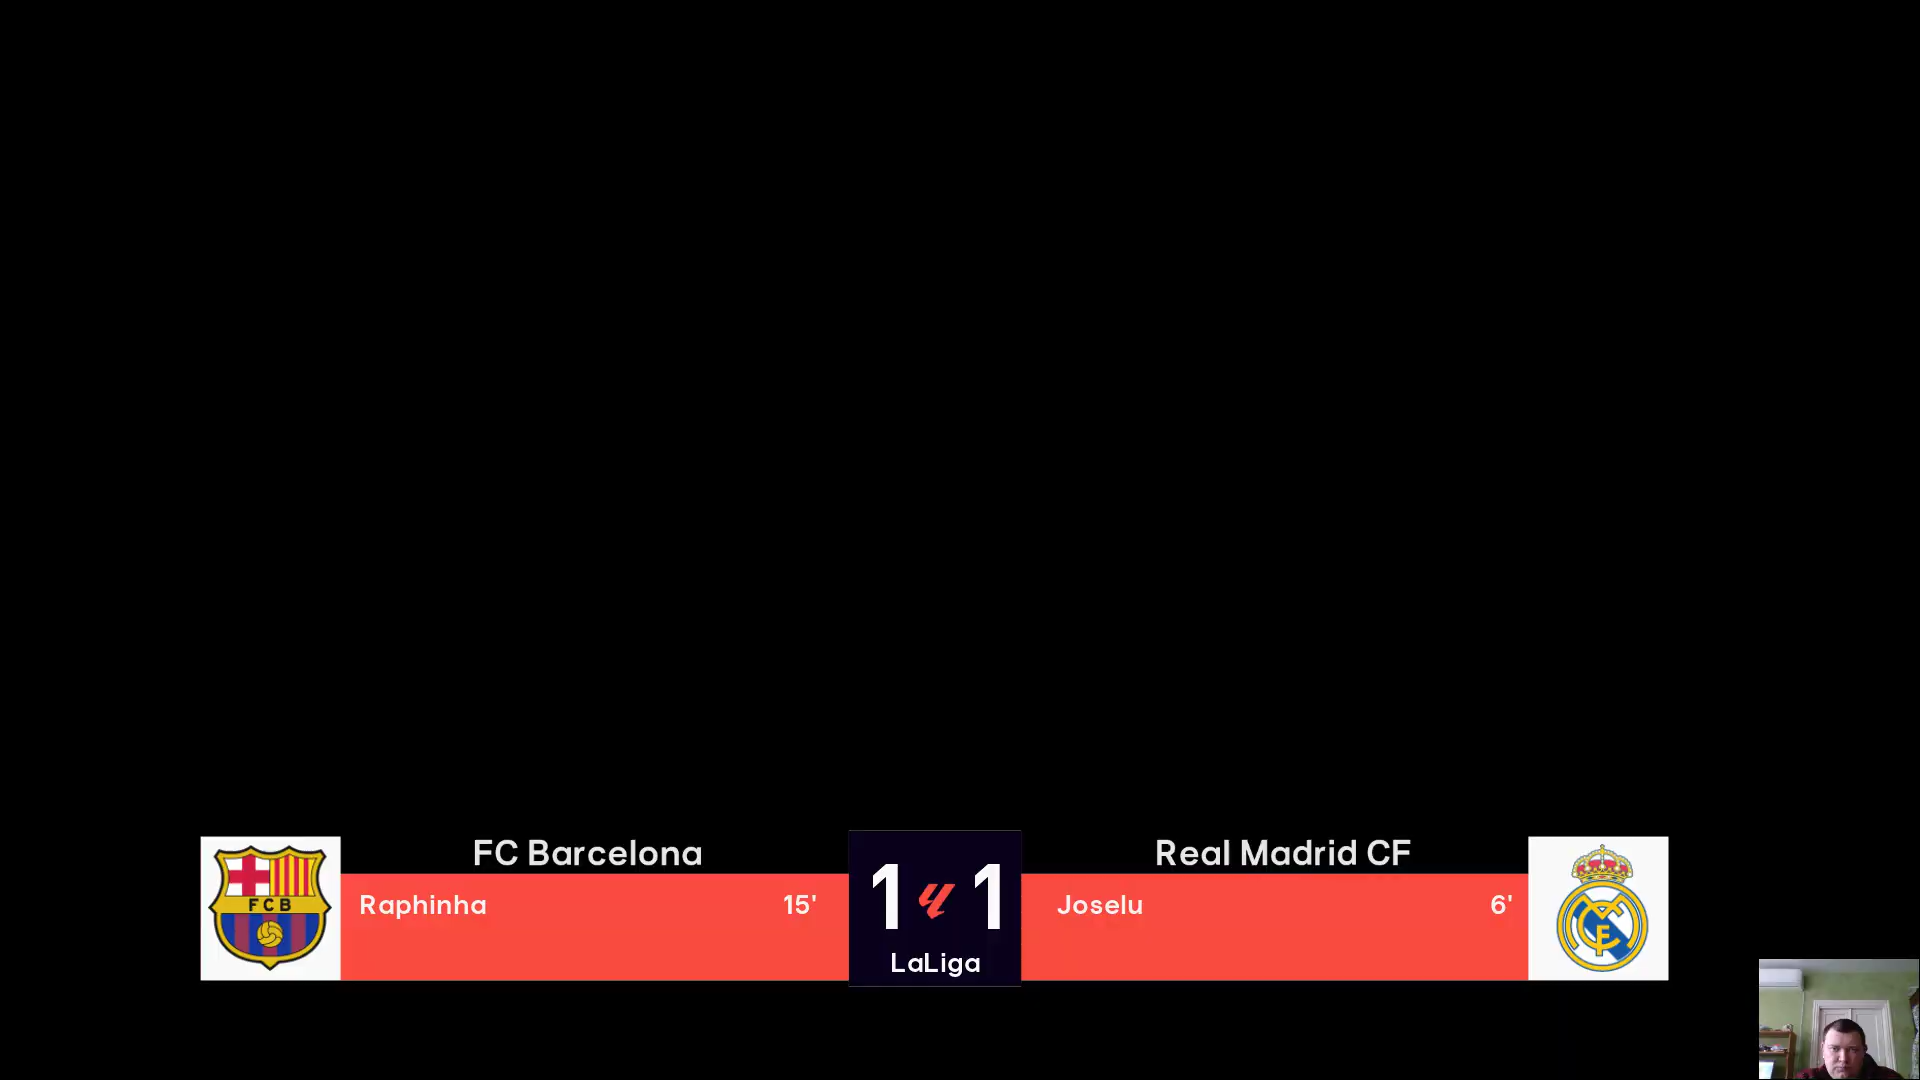 FC Barcelona
Raphinha 15'
FCB
1 1
LaLiga
Real Madrid CF
Joselu 6'